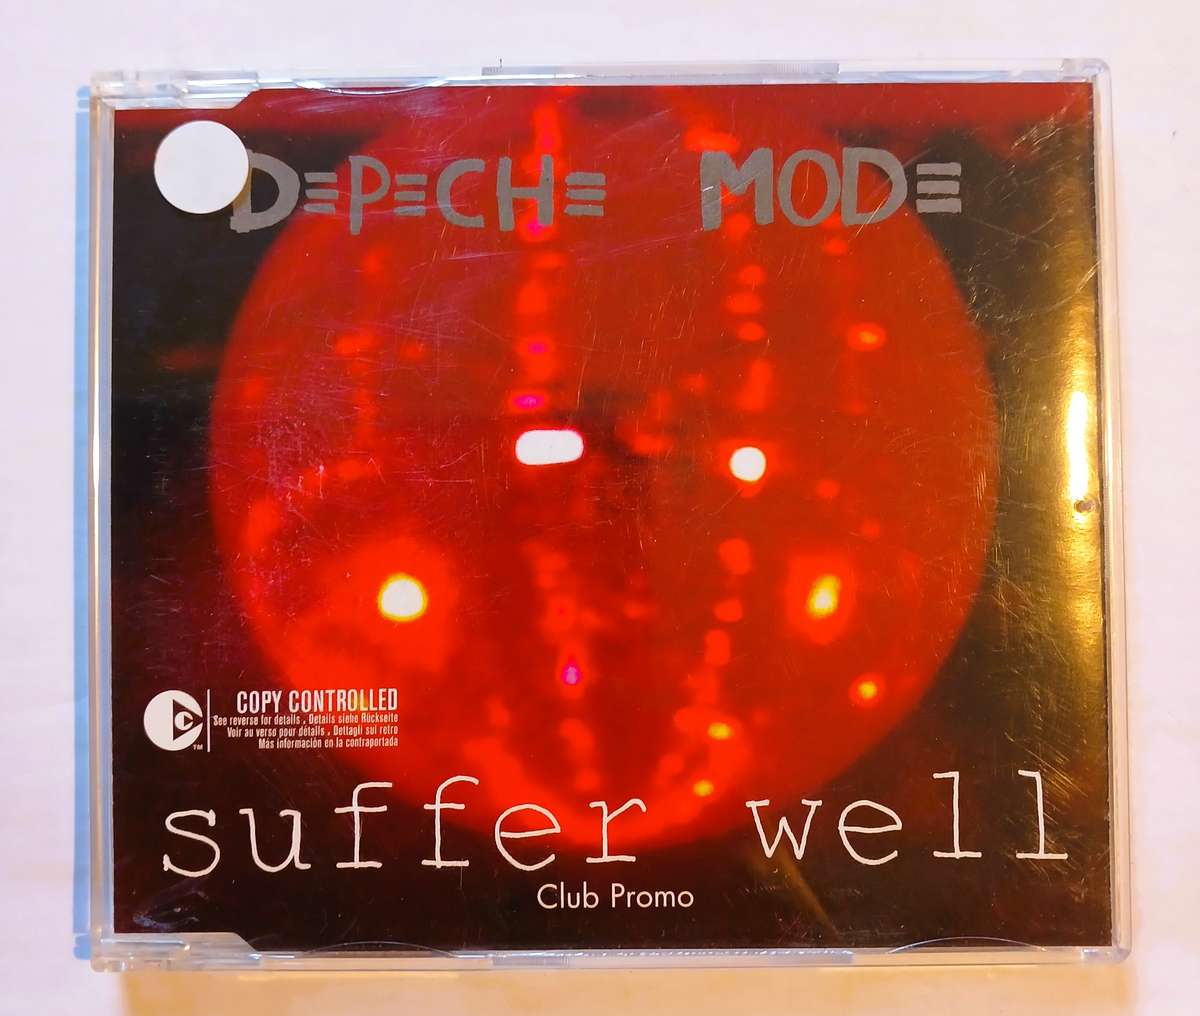 DEPECHE MODE
COPY CONTROLLED
See reverse for details . Details siehe Rückseite
Voir au verso pour détails . Dettagli sul retro
Más información en la contraportada
C
TM
suffer well
Club Promo